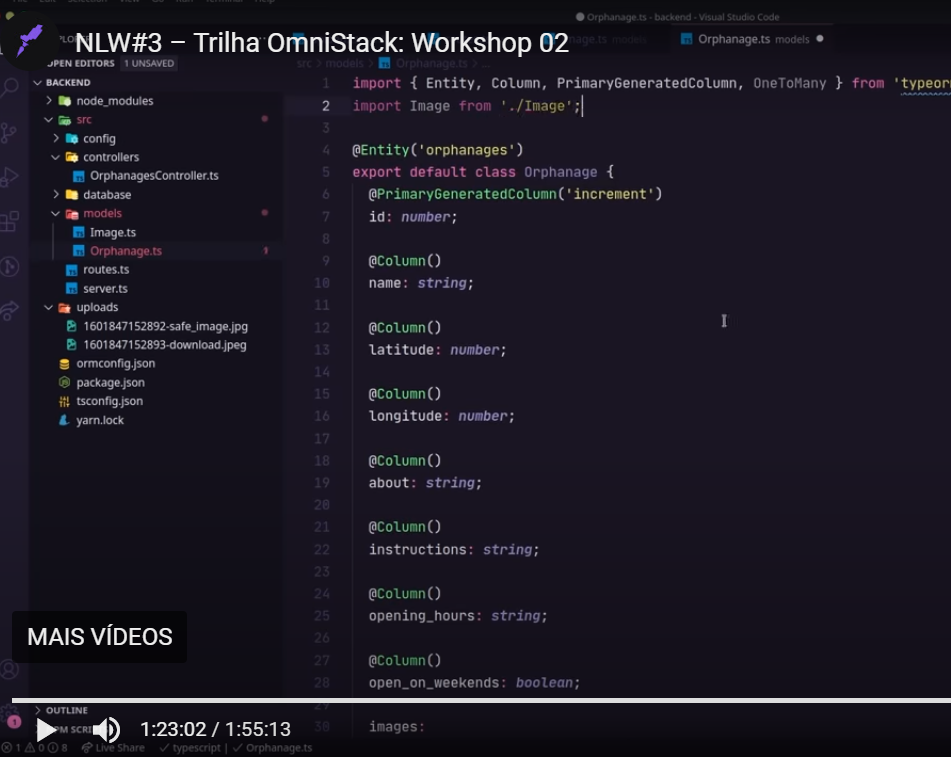 Orphanage.ts - backend - Visual Studio Code
NLW#3 – Trilha OmniStack: Workshop 02
Orphanage.ts models
OPEN EDITORS 1 UNSAVED
src > models > Orphanage.ts > ...
BACKEND
node_modules
src
config
controllers
OrphanagesController.ts
database
models
Image.ts
Orphanage.ts 1
routes.ts
server.ts
uploads
1601847152892-safe_image.jpg
1601847152893-download.jpeg
ormconfig.json
package.json
tsconfig.json
yarn.lock
1 import { Entity, Column, PrimaryGeneratedColumn, OneToMany } from 'typeor
2 import Image from './Image';
3
4 @Entity('orphanages')
5 export default class Orphanage {
6 @PrimaryGeneratedColumn('increment')
7 id: number;
8
9 @Column()
10 name: string;
11
12 @Column()
13 latitude: number;
14
15 @Column()
16 longitude: number;
17
18 @Column()
19 about: string;
20
21 @Column()
22 instructions: string;
23
24 @Column()
25 opening_hours: string;
26
27 @Column()
28 open_on_weekends: boolean;
29
30 images:
MAIS VÍDEOS
OUTLINE
1
1:23:02 / 1:55:13
1 0 8 Live Share typescript | Orphanage.ts